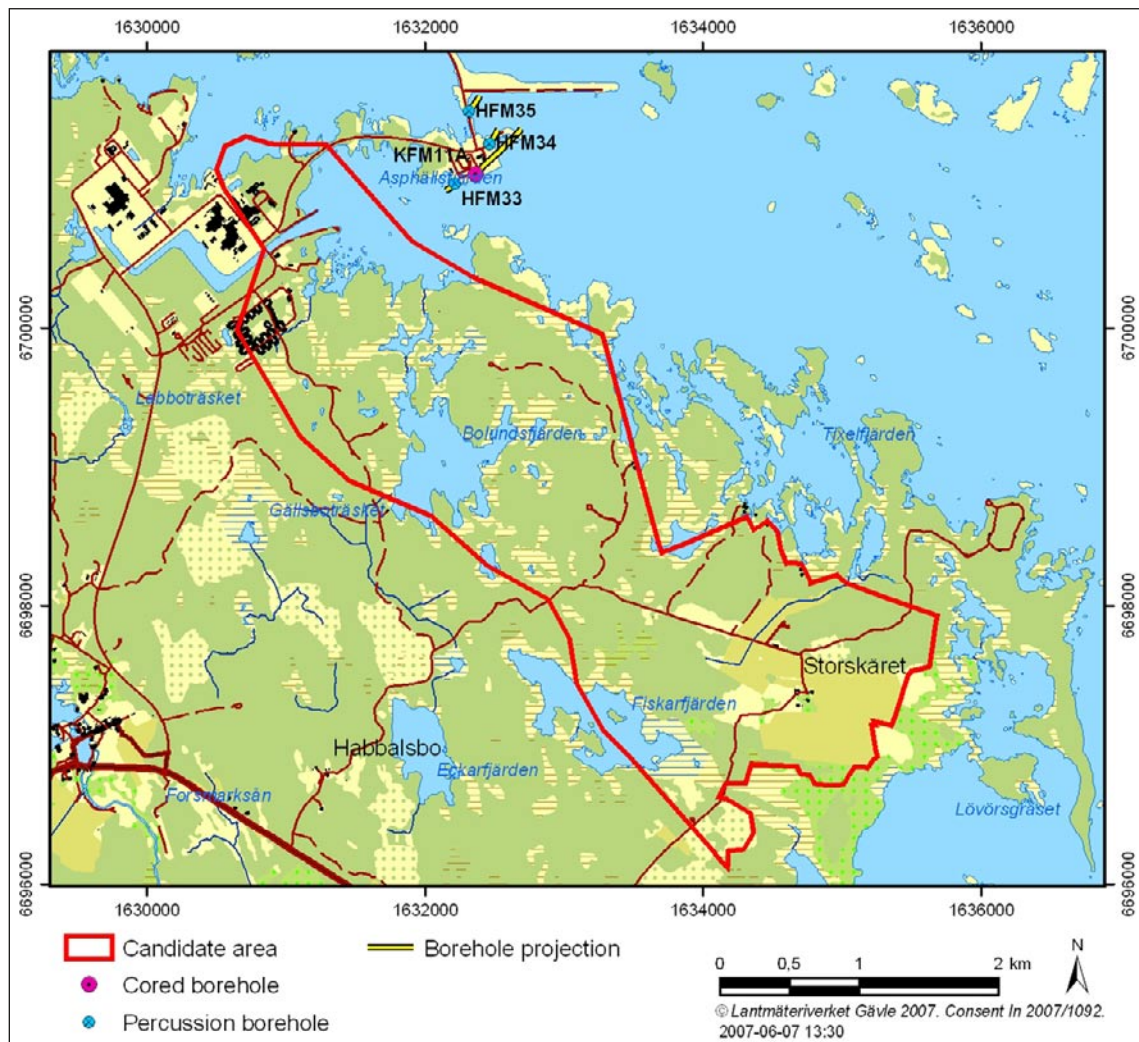 1630000 1632000 1634000 1636000
HFM35
HFM34
KFM11A
Asphällsfjärden
HFM33
6700000 6700000
Labboträsket
Bolundsfjärden
Tixelfjärden
Gällsboträsket
6698000 6698000
Storskäret
Fiskarfjärden
Habbalsbo
Eckarfjärden
Forsmarksån
Lövörsgräset
6696000 6696000
1630000 1632000 1634000 1636000
Candidate area
Borehole projection
Cored borehole
Percussion borehole
N
0 0,5 1 2 km
© Lantmäteriverket Gävle 2007. Consent In 2007/1092.
2007-06-07 13:30